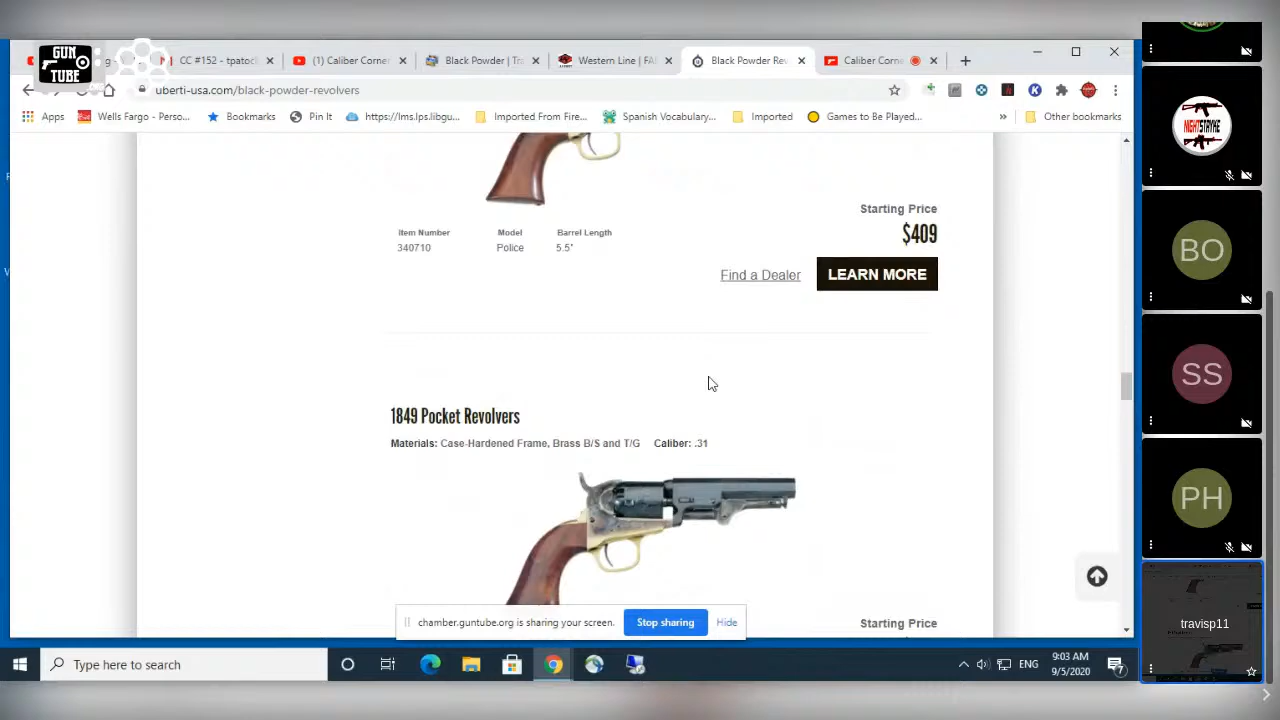 GUN
TUBE
CC #152 - tpatoc
(1) Caliber Corner
Black Powder | Tra
Western Line | FA
Black Powder Rev
Caliber Corne
uberti-usa.com/black-powder-revolvers
Apps
Wells Fargo - Perso...
Bookmarks
Pin It
https://lms.lps.libgu...
Imported From Fire...
Spanish Vocabulary...
Imported
Games to Be Played...
»
Other bookmarks
Starting Price
$409
Item Number
Model
Barrel Length
340710
Police
5.5"
Find a Dealer
LEARN MORE
1849 Pocket Revolvers
Materials: Case-Hardened Frame, Brass B/S and T/G Caliber: .31
Starting Price
chamber.guntube.org is sharing your screen.
Stop sharing
Hide
Type here to search
ENG
9:03 AM
9/5/2020
7
NIGHTSTRYKE
BO
SS
PH
travisp11